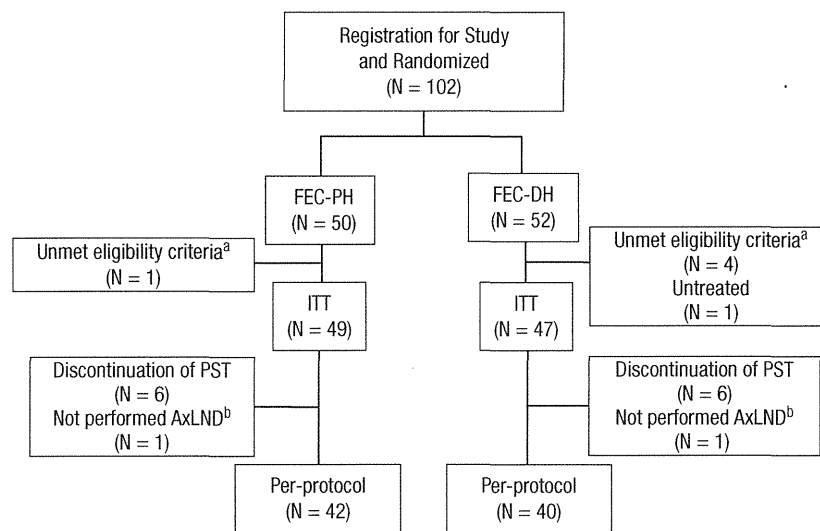 Registration for Study
and Randomized
(N = 102)
FEC-PH
(N = 50)
FEC-DH
(N = 52)
Unmet eligibility criteriaᵃ
(N = 1)
Unmet eligibility criteriaᵃ
(N = 4)
Untreated
(N = 1)
ITT
(N = 49)
ITT
(N = 47)
Discontinuation of PST
(N = 6)
Not performed AxLNDᵇ
(N = 1)
Discontinuation of PST
(N = 6)
Not performed AxLNDᵇ
(N = 1)
Per-protocol
(N = 42)
Per-protocol
(N = 40)